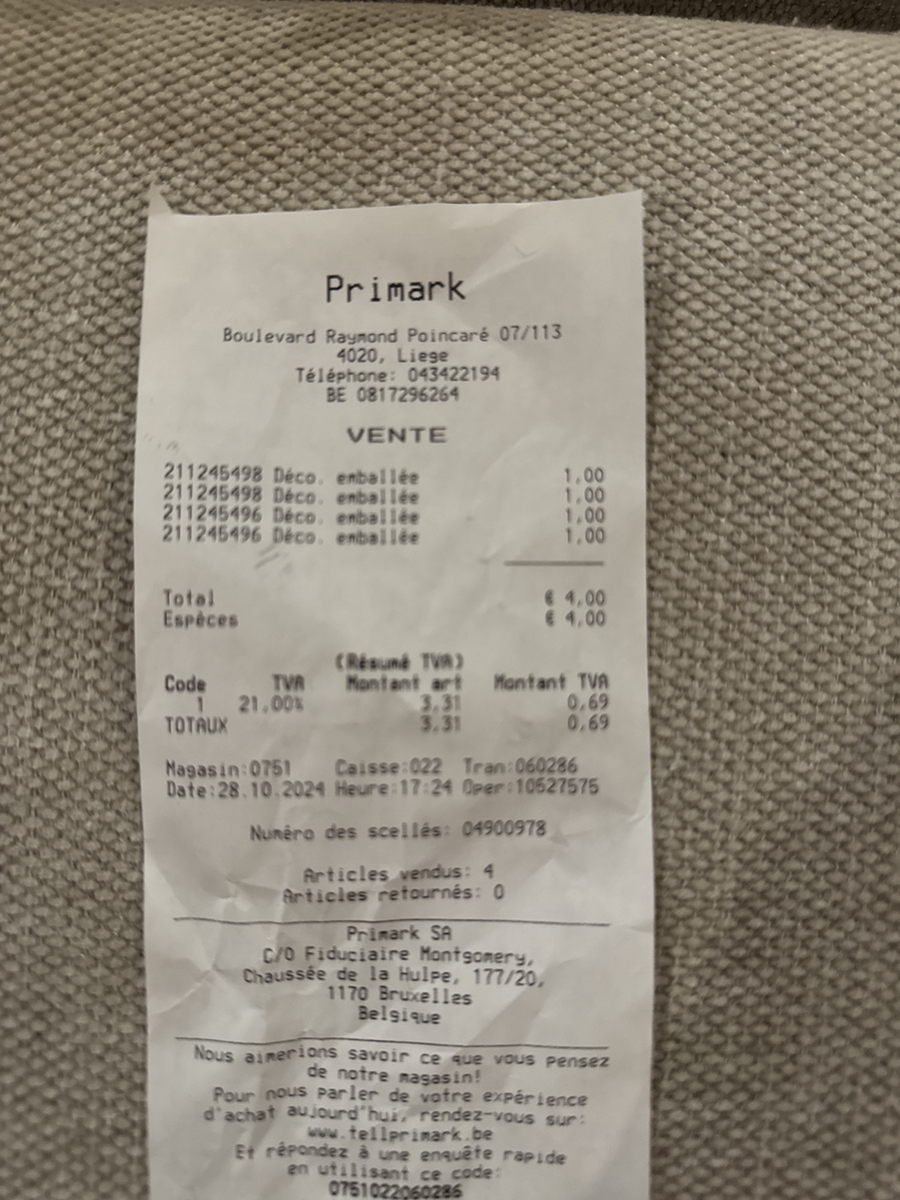 Primark
Boulevard Raymond Poincaré 07/113
4020, Liege
Téléphone: 043422194
BE 0817296264
VENTE
211245498 Déco. emballée 1,00
211245498 Déco. emballée 1,00
211245496 Déco. emballée 1,00
211245496 Déco. emballée 1,00
Total € 4,00
Espèces € 4,00
(Résumé TVA)
Code TVA Montant art Montant TVA
1 21,00% 3,31 0,69
TOTAUX 3,31 0,69
Magasin:0751 Caisse:022 Tran:060286
Date:28.10.2024 Heure:17:24 Oper:10527575
Numéro des scellés: 04900978
Articles vendus: 4
Articles retournés: 0
Primark SA
C/O Fiduciaire Montgomery,
Chaussée de la Hulpe, 177/20,
1170 Bruxelles
Belgique
Nous aimerions savoir ce que vous pensez
de notre magasin!
Pour nous parler de votre expérience
d'achat aujourd'hui, rendez-vous sur:
www.tellprimark.be
Et répondez à une enquête rapide
en utilisant ce code:
0751022060286